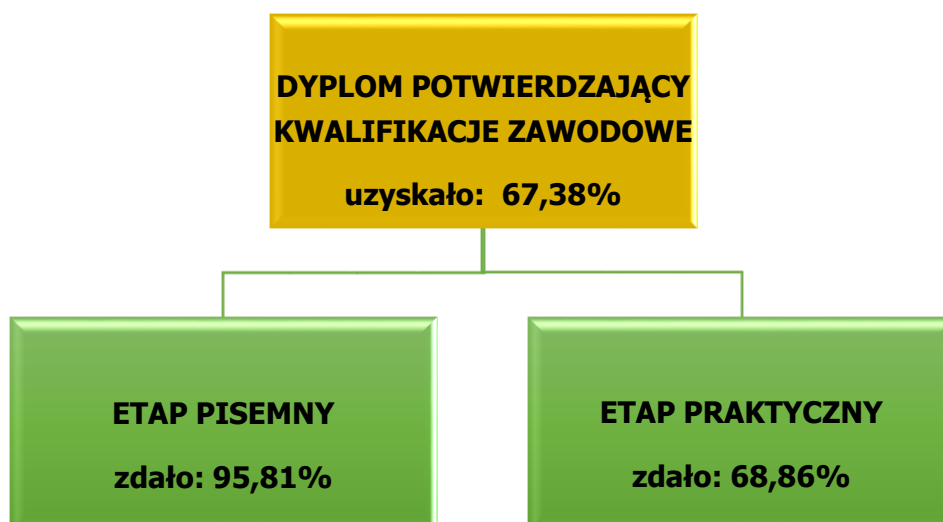 DYPLOM POTWIERDZAJĄCY
KWALIFIKACJE ZAWODOWE
uzyskało: 67,38%
ETAP PISEMNY
zdało: 95,81%
ETAP PRAKTYCZNY
zdało: 68,86%